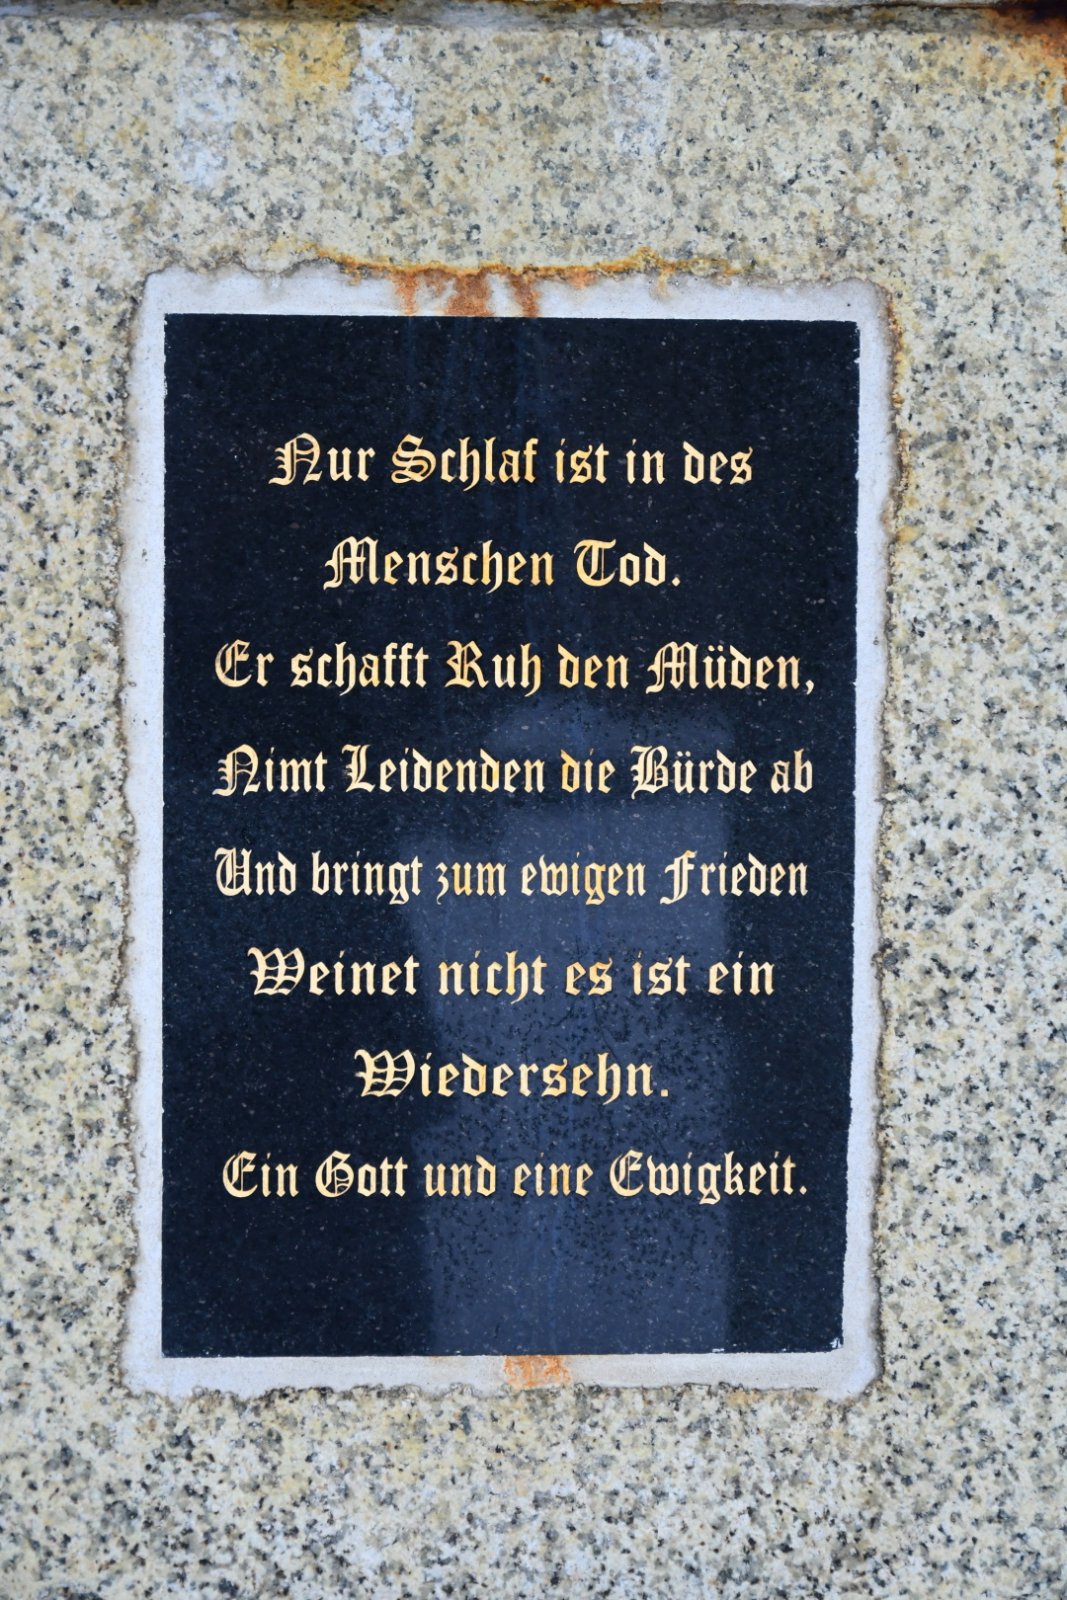 Nur Schlaf ist in des
Menschen Tod.
Er schafft Ruh den Müden,
Nimt Leidenden die Bürde ab
Und bringt zum ewigen Frieden
Weinet nicht es ist ein
Wiedersehn.
Ein Gott und eine Ewigkeit.